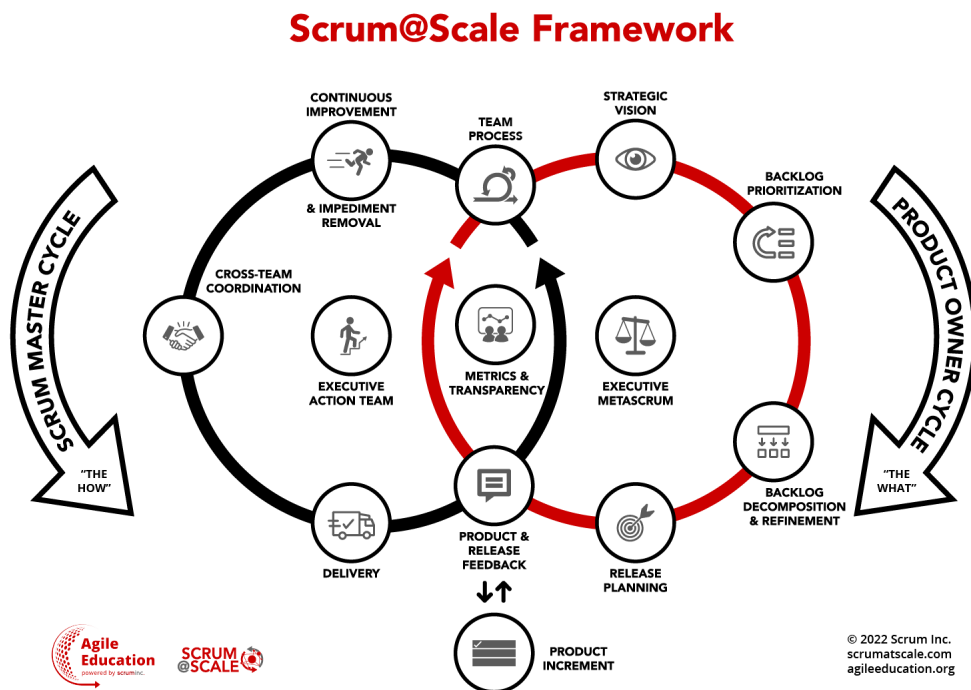 Scrum@Scale Framework
CONTINUOUS
IMPROVEMENT
& IMPEDIMENT
REMOVAL
TEAM
PROCESS
STRATEGIC
VISION
BACKLOG
PRIORITIZATION
SCRUM MASTER CYCLE
"THE
HOW"
CROSS-TEAM
COORDINATION
EXECUTIVE
ACTION TEAM
METRICS &
TRANSPARENCY
EXECUTIVE
METASCRUM
PRODUCT OWNER CYCLE
"THE
WHAT"
BACKLOG
DECOMPOSITION
& REFINEMENT
DELIVERY
PRODUCT &
RELEASE
FEEDBACK
RELEASE
PLANNING
PRODUCT
INCREMENT
Agile
Education
powered by scruminc.
SCRUM
@SCALE
© 2022 Scrum Inc.
scrumatscale.com
agileeducation.org